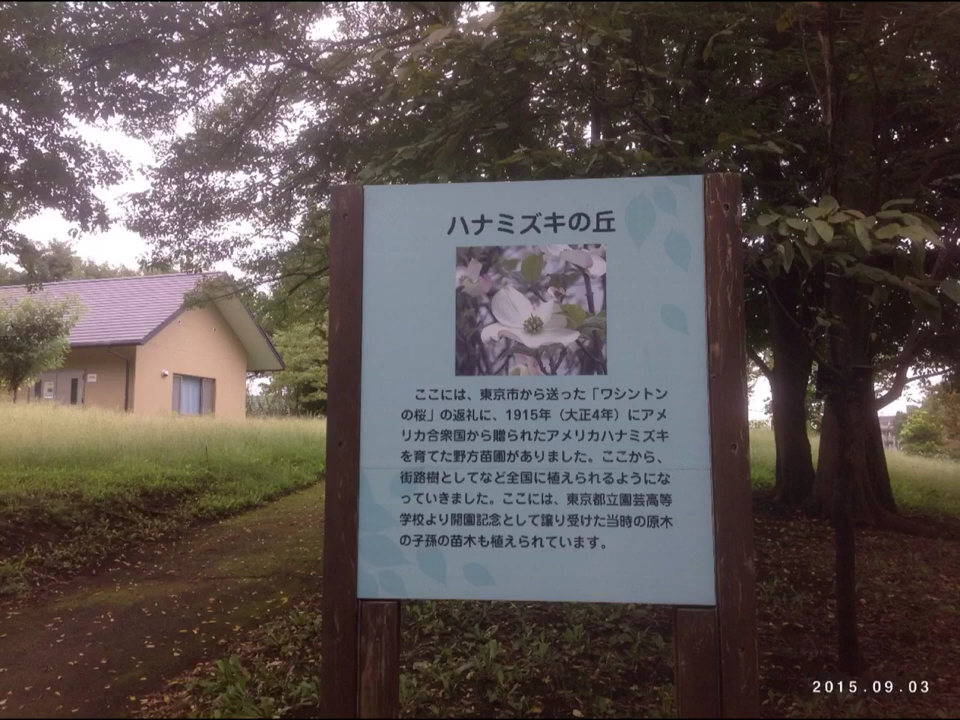 ハナミズキの丘
ここには、東京市から送った「ワシントン
の桜」の返礼に、1915年（大正4年）にアメ
リカ合衆国から贈られたアメリカハナミズキ
を育てた野方苗圃がありました。ここから、
街路樹としてなど全国に植えられるようにな
っていきました。ここには、東京都立園芸高等
学校より開園記念として譲り受けた当時の原木
の子孫の苗木も植えられています。
2015.09.03